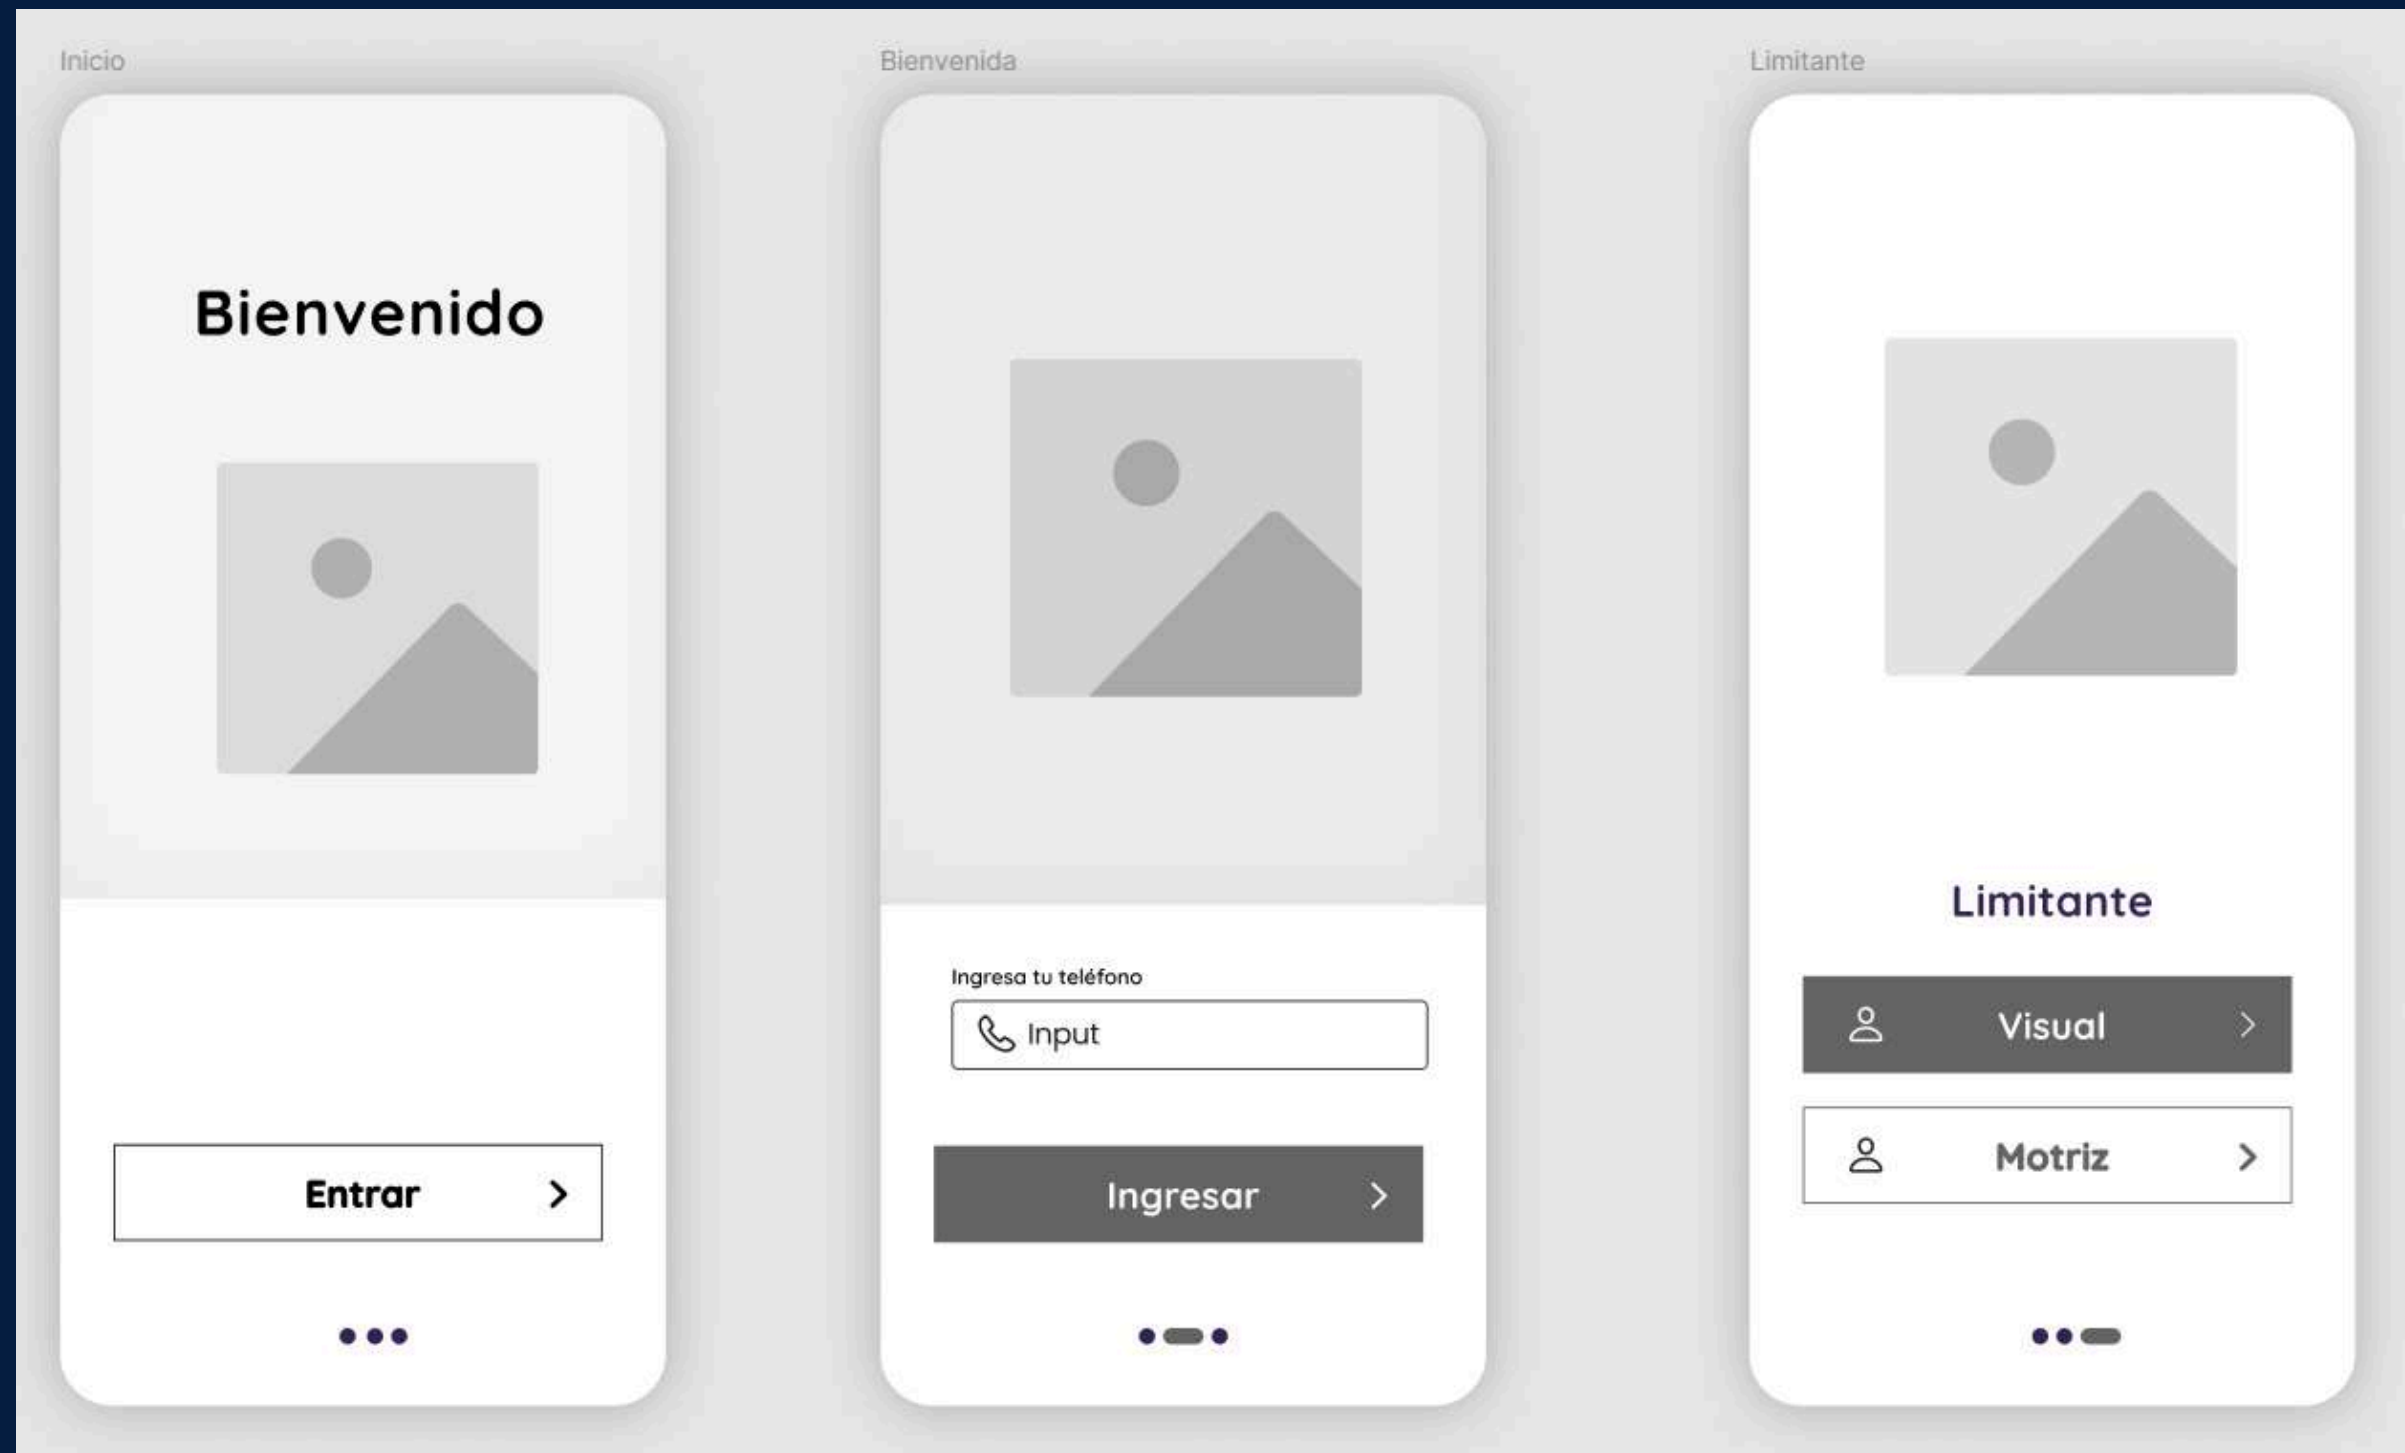 Inicio
Bienvenido
Entrar
Bienvenida
Ingresa tu teléfono
Input
Ingresar
Limitante
Limitante
Visual
Motriz